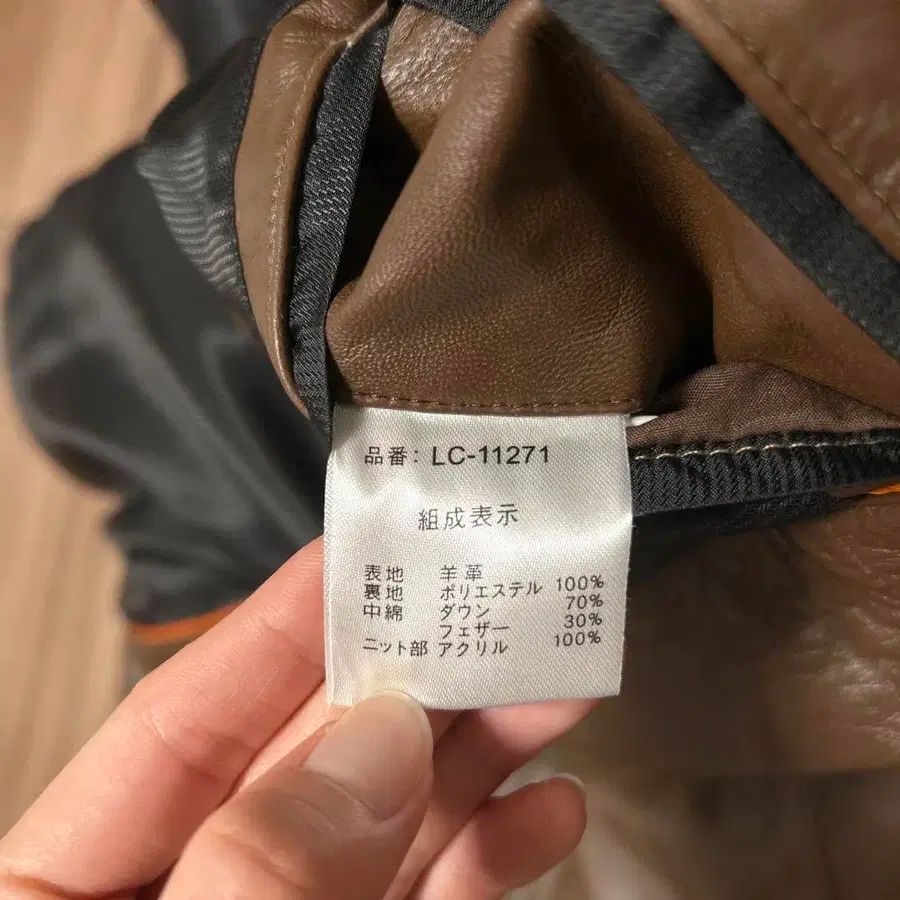 品番: LC-11271
組成表示
表地 羊革
裏地 ポリエステル 100%
中綿 ダウン 70%
フェザー 30%
ニット部 アクリル 100%